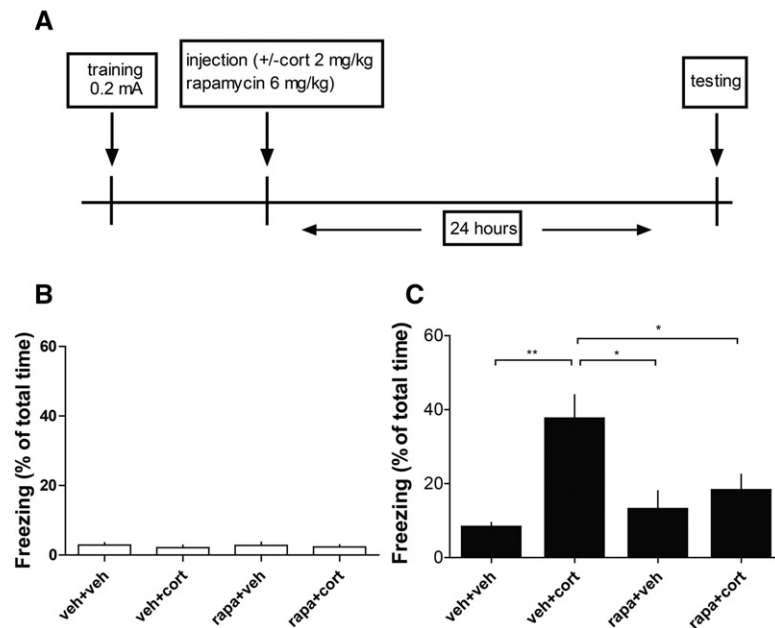 A
training
0.2 mA
injection (+/-cort 2 mg/kg
rapamycin 6 mg/kg)
testing
24 hours
B
Freezing (% of total time)
60
40
20
0
veh+veh
veh+cort
rapa+veh
rapa+cort
C
Freezing (% of total time)
60
40
20
0
**
*
*
veh+veh
veh+cort
rapa+veh
rapa+cort